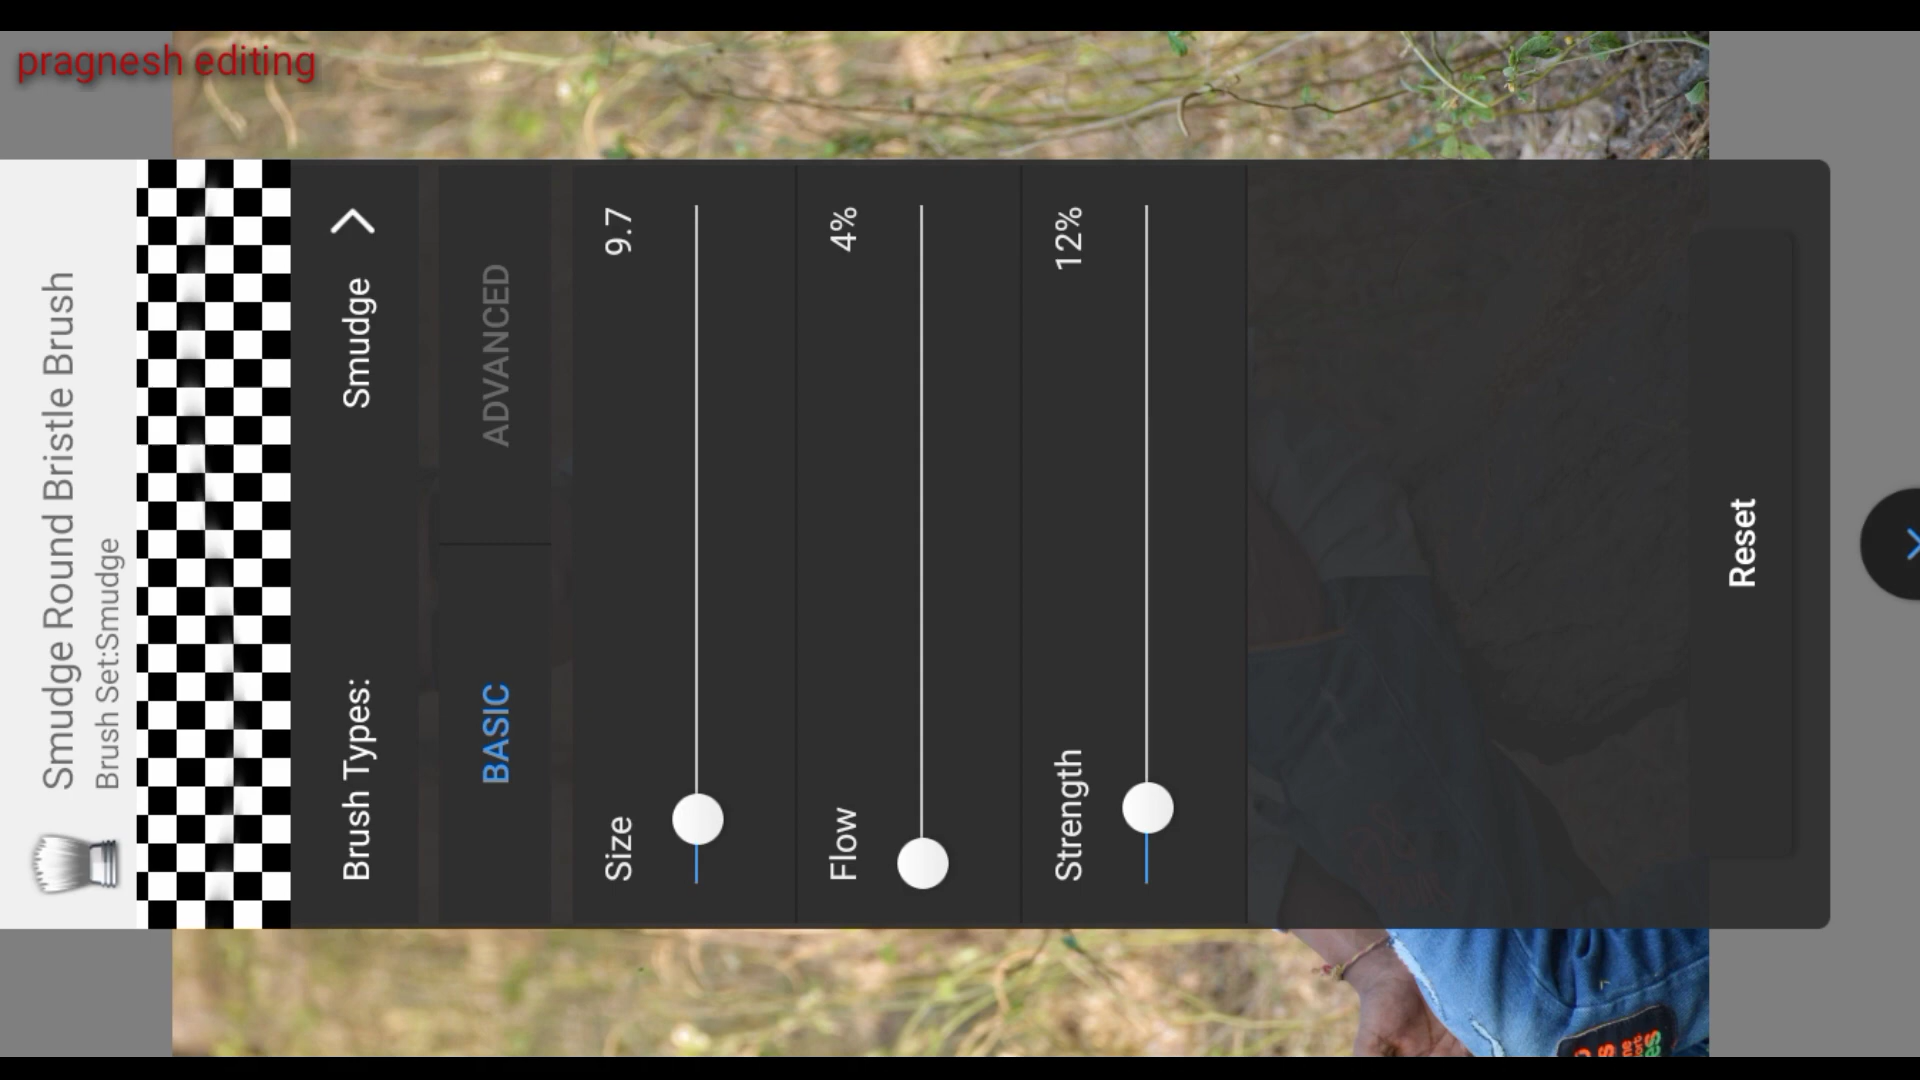 pragnesh editing
Smudge Round Bristle Brush
Brush Set:Smudge
Brush Types: Smudge
BASIC ADVANCED
Size 9.7
Flow 4%
Strength 12%
Reset